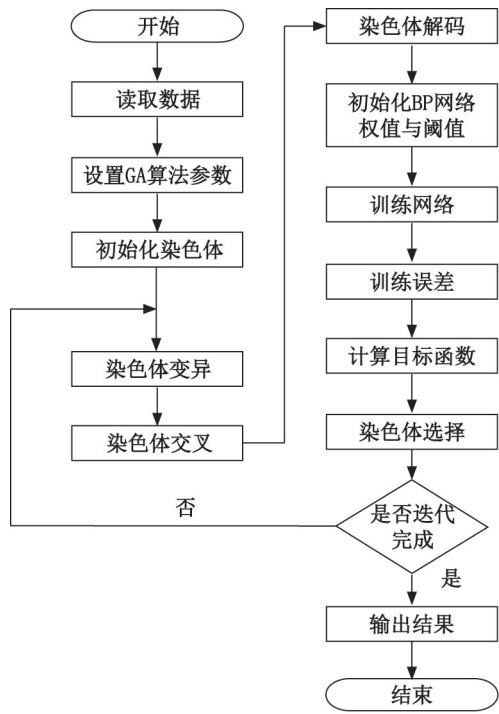 开始
读取数据
设置GA算法参数
初始化染色体
染色体变异
染色体交叉
染色体解码
初始化BP网络
权值与阈值
训练网络
训练误差
计算目标函数
染色体选择
是否迭代
完成
否
是
输出结果
结束